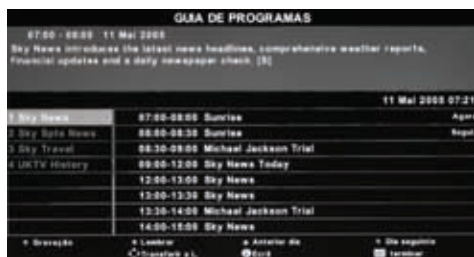 GUIA DE PROGRAMAS
07:00 - 08:00 11 Mai 2005
Sky News introduces the latest news headlines, comprehensive weather reports,
financial updates and a daily newspaper check. [S]
11 Mai 2005 07:21
1 Sky News 07:00-08:00 Sunrise Agora
2 Sky Spts News 08:00-08:30 Sunrise
3 Sky Travel 08:30-09:00 Michael Jackson Trial
4 UKTV History 09:00-12:00 Sky News Today
12:00-13:00 Sky News
13:00-13:30 Sky News
13:30-14:00 Michael Jackson Trial
14:00-15:00 Sky News
Gravação Lembrar Anterior dia Dia seguinte
Transferir a L. Ecrã terminar